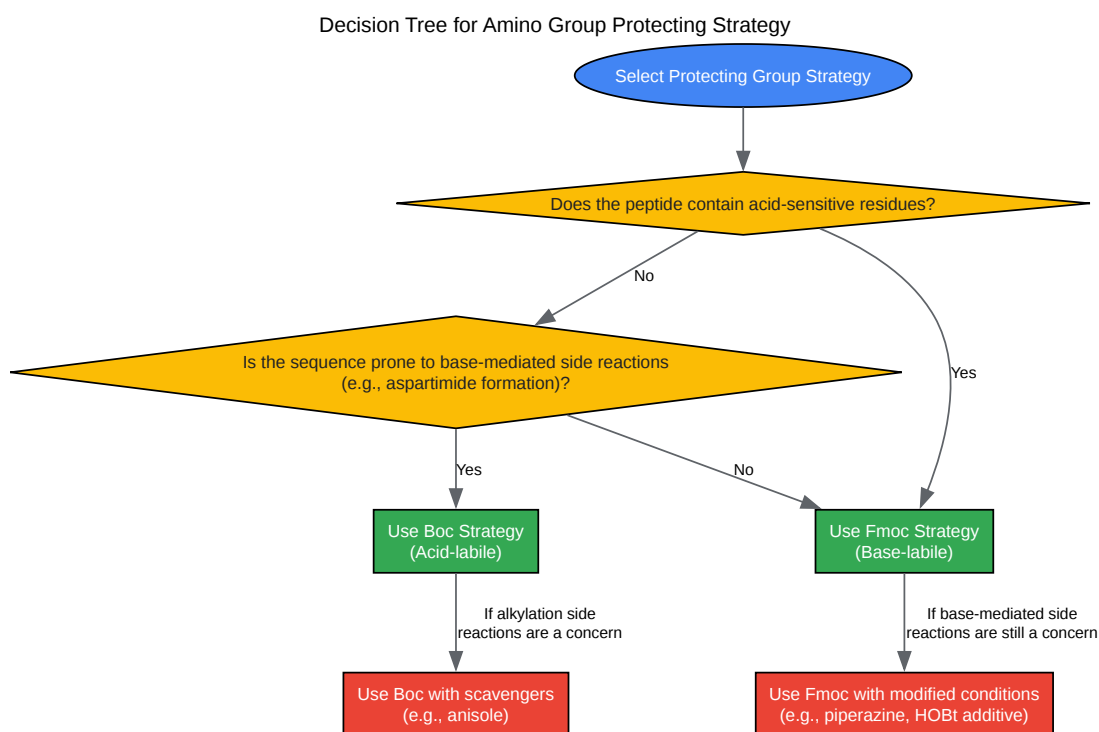 Decision Tree for Amino Group Protecting Strategy
Select Protecting Group Strategy
Does the peptide contain acid-sensitive residues?
No
Is the sequence prone to base-mediated side reactions
(e.g., aspartimide formation)?
Yes
Yes
No
Use Boc Strategy
(Acid-labile)
Use Fmoc Strategy
(Base-labile)
If alkylation side
reactions are a concern
If base-mediated side
reactions are still a concern
Use Boc with scavengers
(e.g., anisole)
Use Fmoc with modified conditions
(e.g., piperazine, HOBt additive)